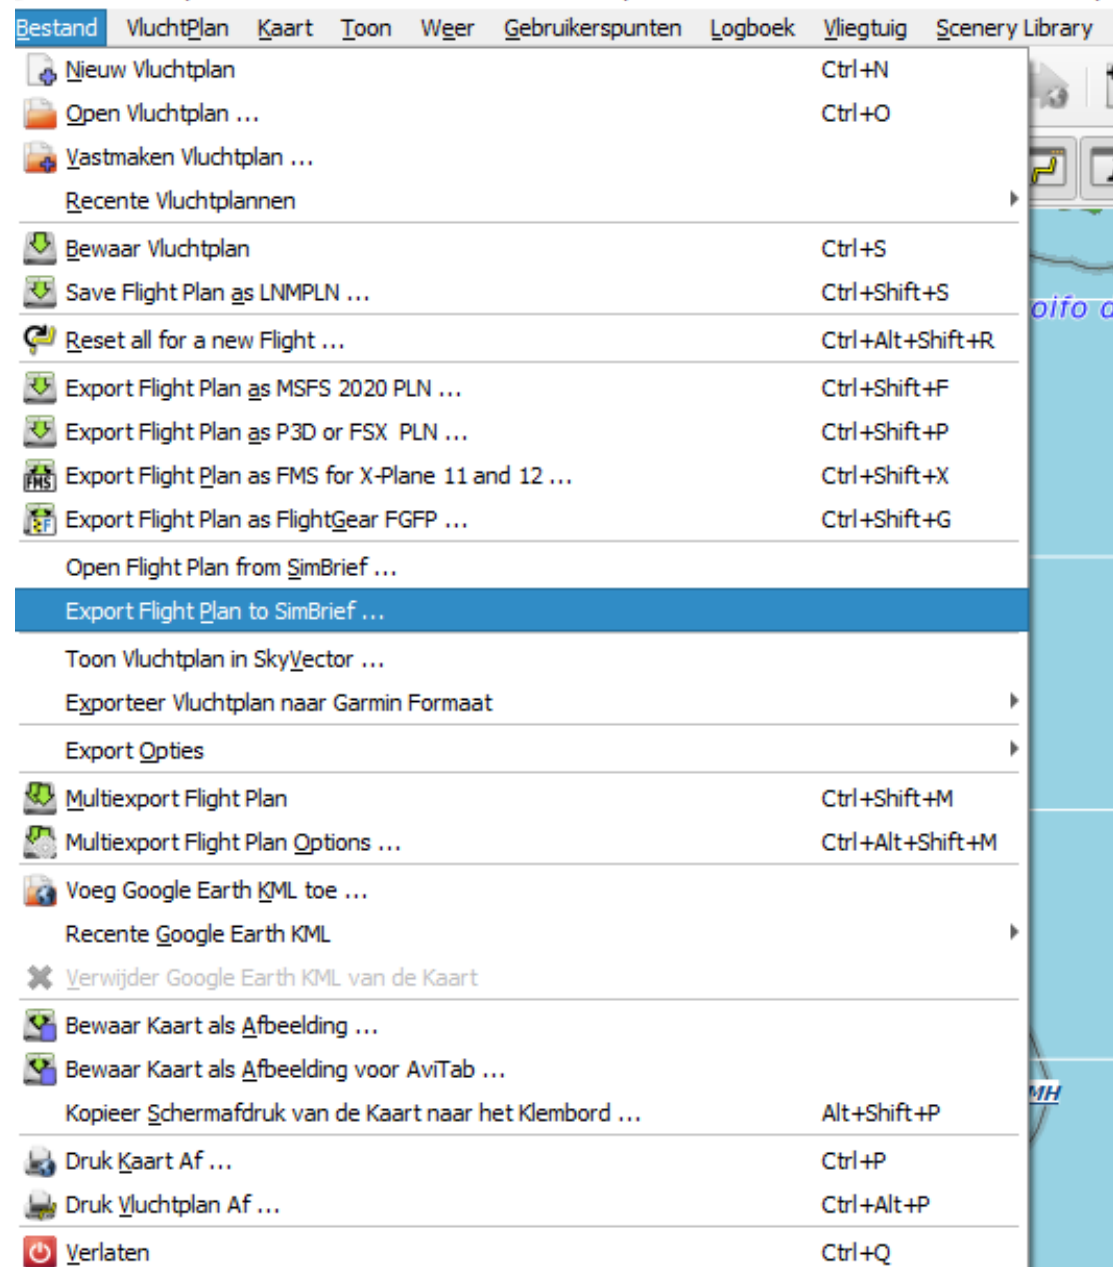 Bestand VluchtPlan Kaart Toon Weer Gebruikerspunten Logboek Vliegtuig Scenery Library
Nieuw Vluchtplan Ctrl+N
Open Vluchtplan ... Ctrl+O
Vastmaken Vluchtplan ...
Recente Vluchtplannen
Bewaar Vluchtplan Ctrl+S
Save Flight Plan as LNMPLN ... Ctrl+Shift+S
Reset all for a new Flight ... Ctrl+Alt+Shift+R
Export Flight Plan as MSFS 2020 PLN ... Ctrl+Shift+F
Export Flight Plan as P3D or FSX PLN ... Ctrl+Shift+P
FMS Export Flight Plan as FMS for X-Plane 11 and 12 ... Ctrl+Shift+X
Export Flight Plan as FlightGear FGFP ... Ctrl+Shift+G
Open Flight Plan from SimBrief ...
Export Flight Plan to SimBrief ...
Toon Vluchtplan in SkyVector ...
Exporteer Vluchtplan naar Garmin Formaat
Export Opties
Multiexport Flight Plan Ctrl+Shift+M
Multiexport Flight Plan Options ... Ctrl+Alt+Shift+M
Voeg Google Earth KML toe ...
Recente Google Earth KML
Verwijder Google Earth KML van de Kaart
Bewaar Kaart als Afbeelding ...
Bewaar Kaart als Afbeelding voor AviTab ...
MH
Kopieer Schermafdruk van de Kaart naar het Klembord ... Alt+Shift+P
Druk Kaart Af ... Ctrl+P
Druk Vluchtplan Af ... Ctrl+Alt+P
Verlaten Ctrl+Q